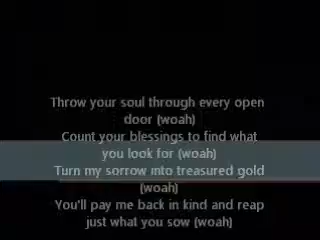 Throw your soul through every open
door (woah)
Count your blessings to find what
you look for (woah)
Turn my sorrow into treasured gold
(woah)
You'll pay me back in kind and reap
just what you sow (woah)